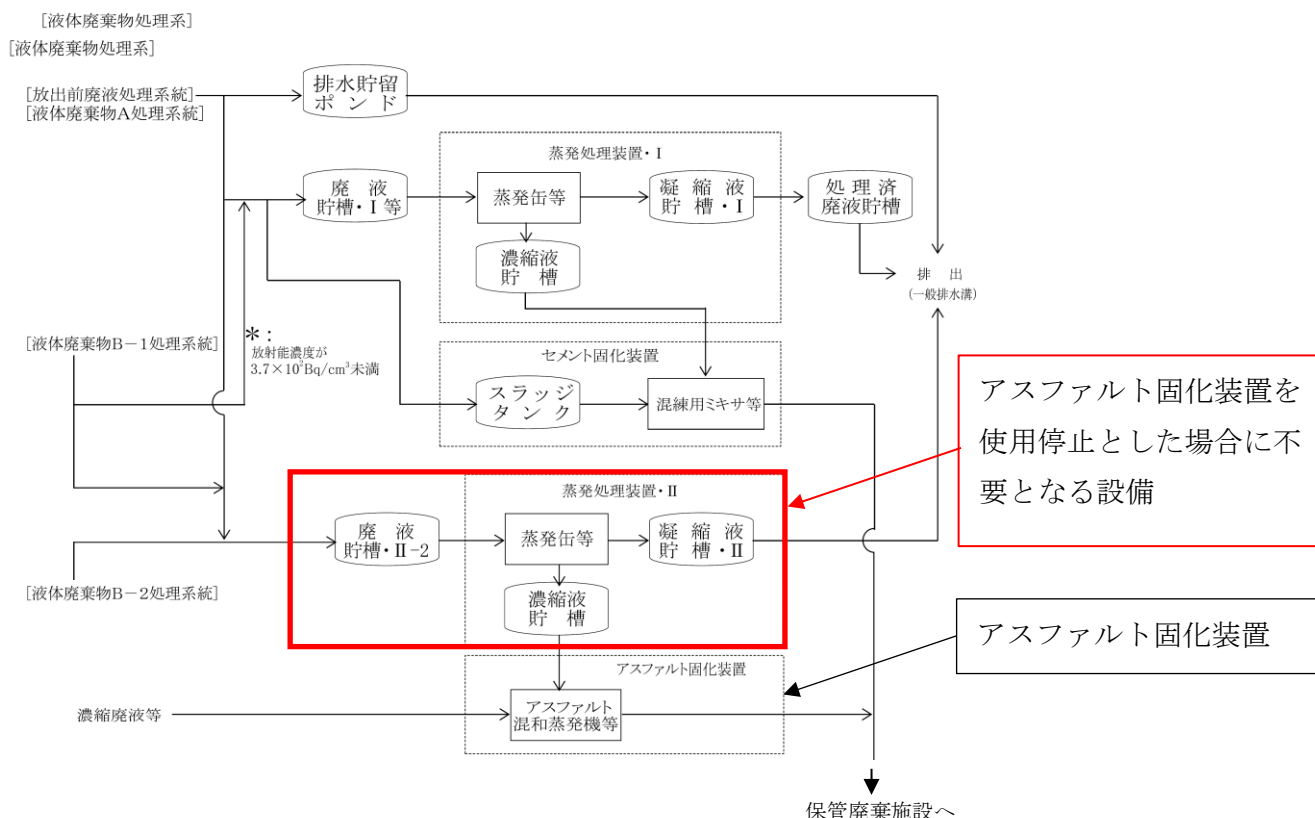 [液体廃棄物処理系]
[液体廃棄物処理系]
[放出前廃液処理系統]
[液体廃棄物A処理系統]
排水貯留
ポンド
蒸発処理装置・Ⅰ
廃液
貯槽・Ⅰ等
蒸発缶等
凝縮液
貯槽・Ⅰ
処理済
廃液貯槽
濃縮液
貯槽
排出
(一般排水溝)
[液体廃棄物B－1処理系統]
＊：
放射能濃度が
3.7×10²Bq/cm³未満
セメント固化装置
スラッジ
タンク
混練用ミキサ等
アスファルト固化装置を
使用停止とした場合に不
要となる設備
蒸発処理装置・Ⅱ
廃液
貯槽・Ⅱ-2
蒸発缶等
凝縮液
貯槽・Ⅱ
[液体廃棄物B－2処理系統]
濃縮液
貯槽
アスファルト固化装置
アスファルト固化装置
濃縮廃液等
アスファルト
混和蒸発機等
保管廃棄施設へ